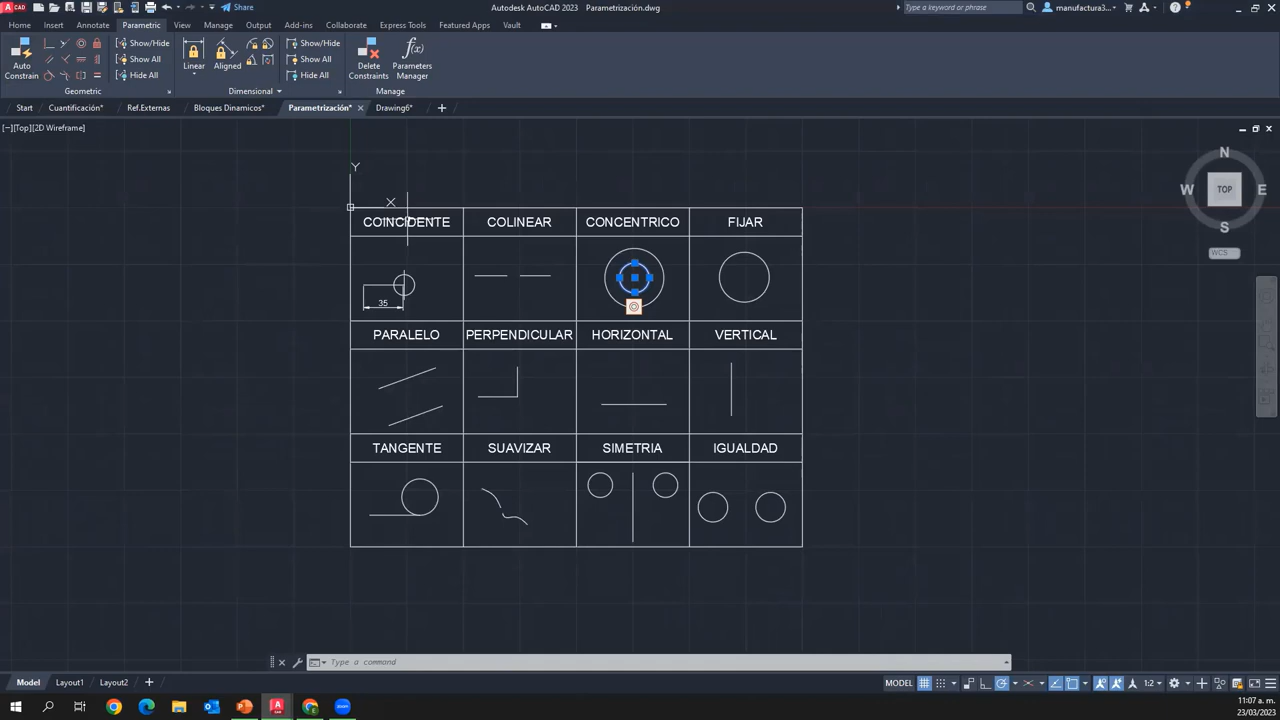 CAD
Share
Autodesk AutoCAD 2023 Parametrización.dwg
Type a keyword or phrase
manufactura3...
Home Insert Annotate Parametric View Manage Output Add-ins Collaborate Express Tools Featured Apps Vault
Auto Constrain
Show/Hide
Show All
Hide All
Geometric
Linear
Aligned
Show/Hide
Show All
Hide All
Dimensional
Delete Constraints
Parameters Manager
Manage
Start Cuantificación* Ref.Externas Bloques Dinamicos* Parametrización* Drawing6*
[−][Top][2D Wireframe]
N
W TOP E
S
WCS
Y
X
COINCIDENTE COLINEAR CONCENTRICO FIJAR
35
PARALELO PERPENDICULAR HORIZONTAL VERTICAL
TANGENTE SUAVIZAR SIMETRIA IGUALDAD
Type a command
Model Layout1 Layout2
MODEL 1:2
11:07 a. m.
23/03/2023